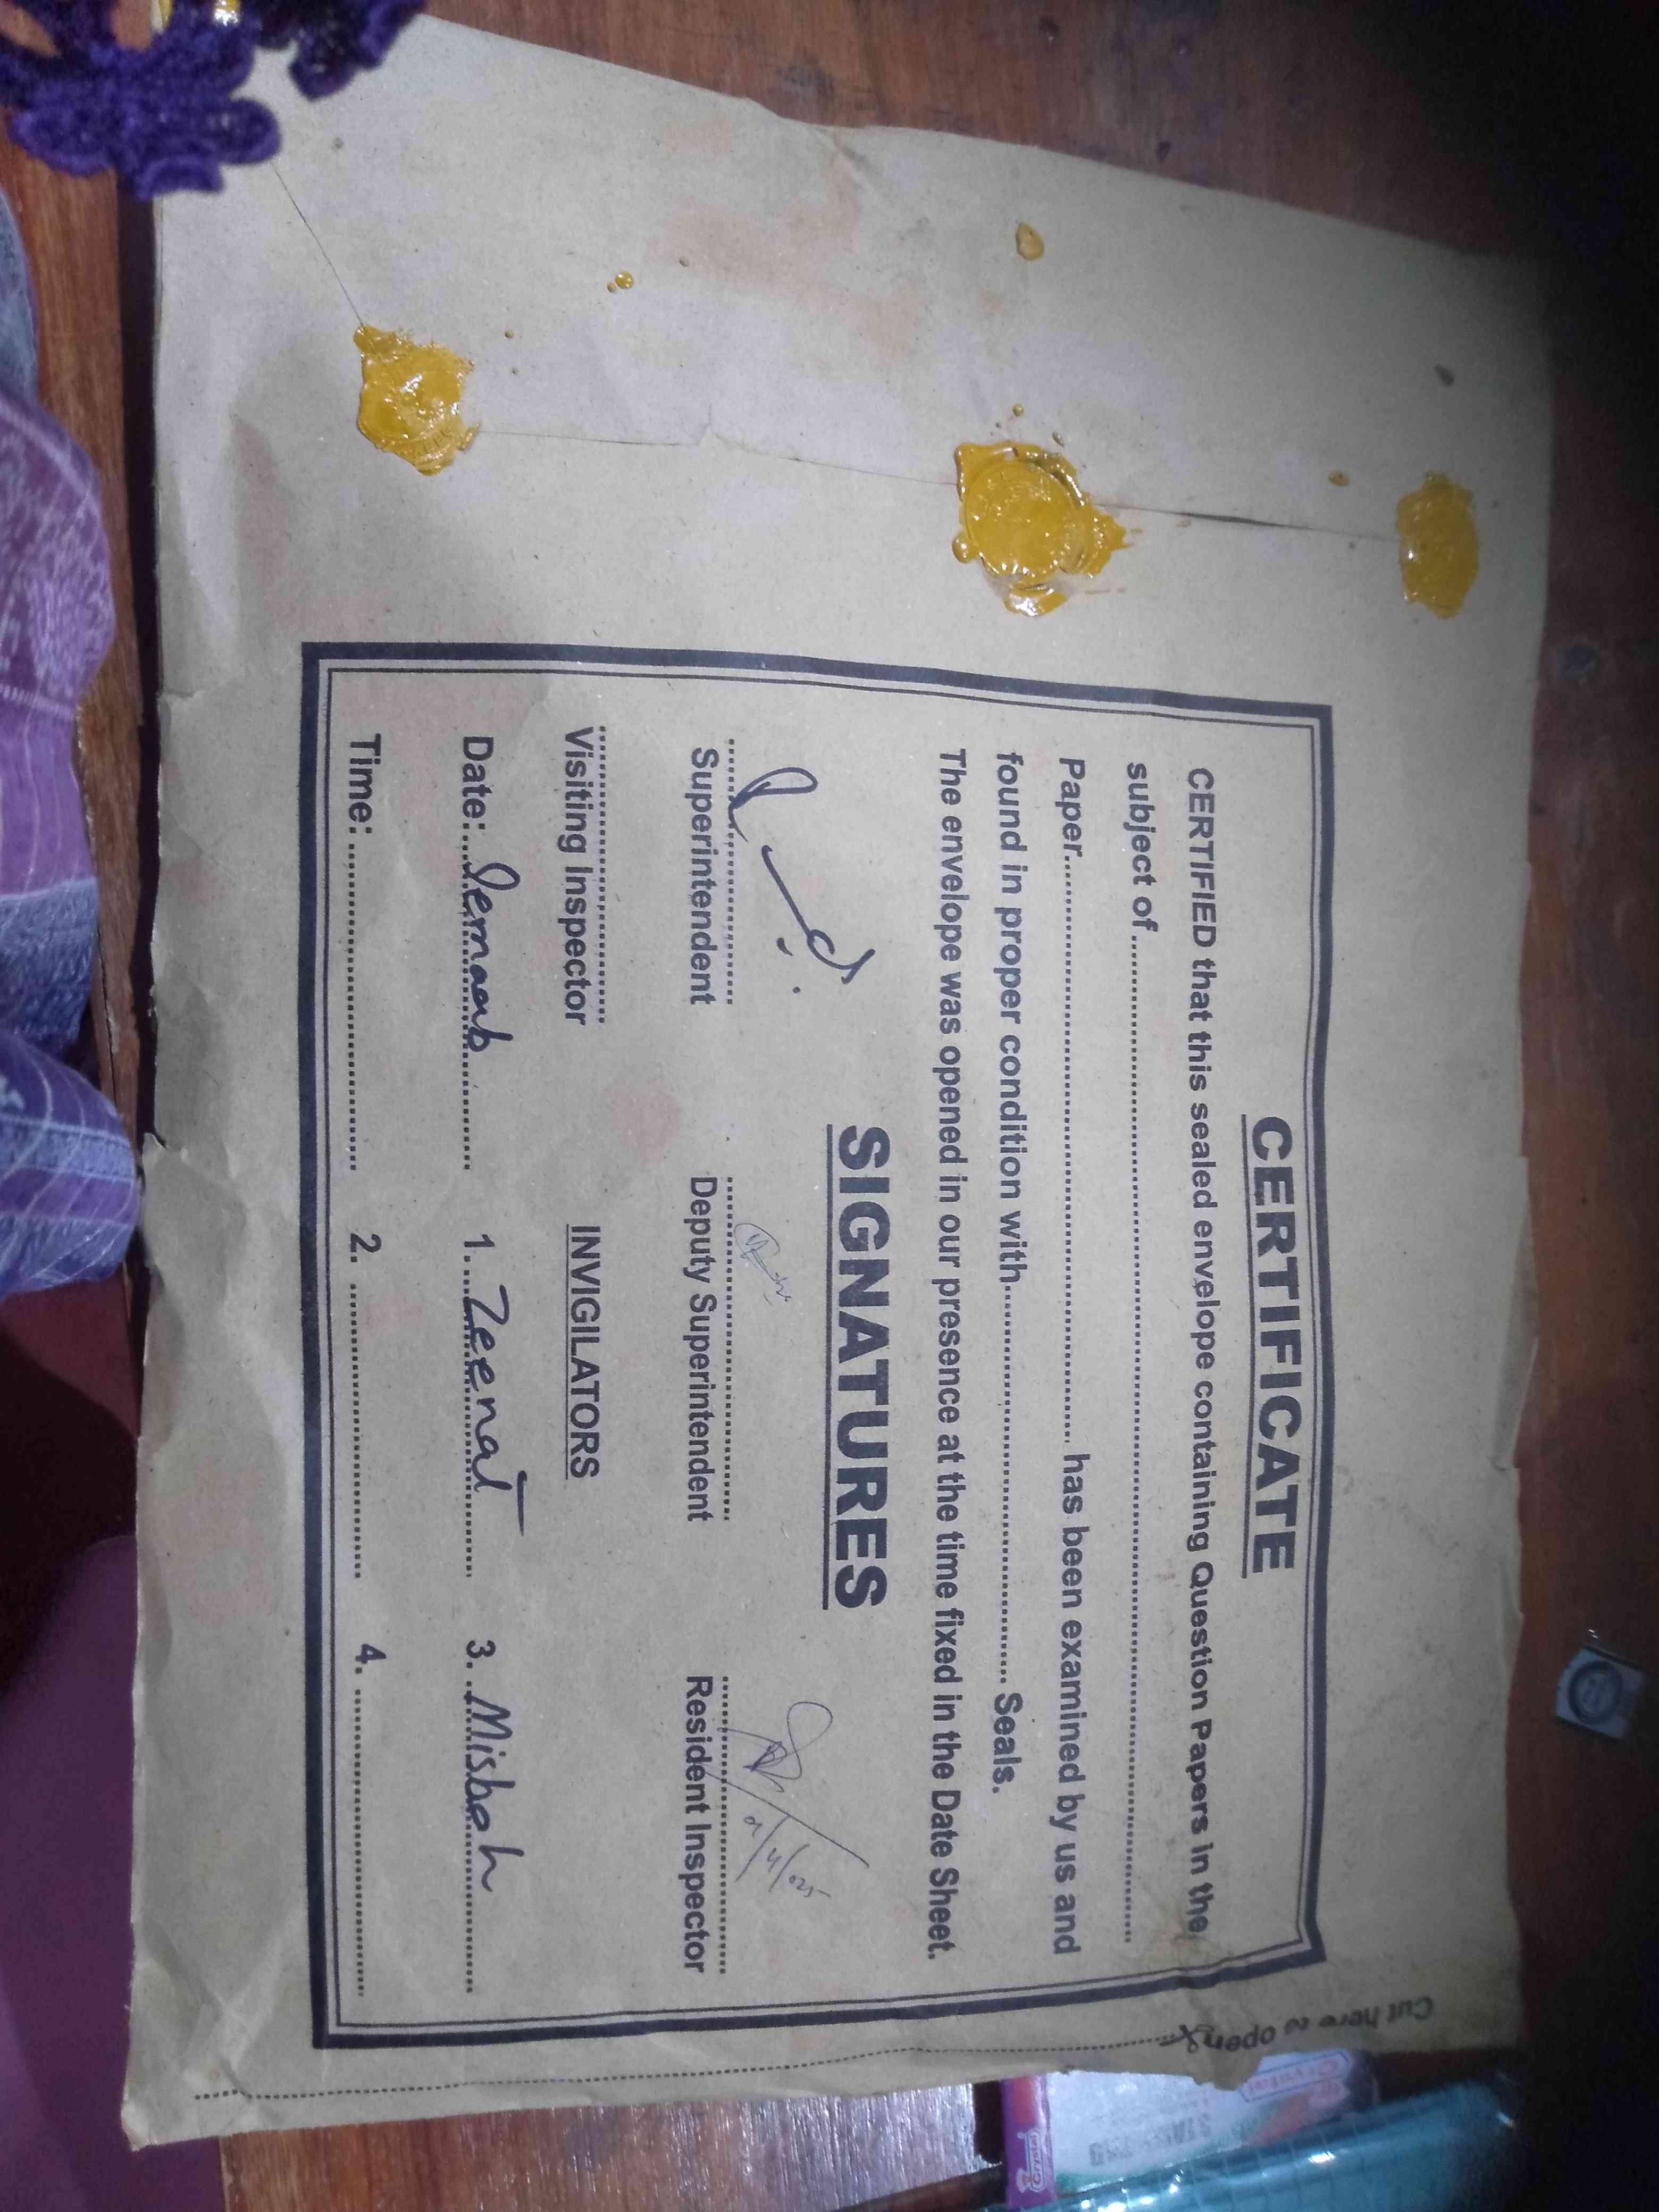 CERTIFICATE
CERTIFIED that this sealed envelope containing Question Papers in the
subject of
Paper has been examined by us and
found in proper condition with Seals.
The envelope was opened in our presence at the time fixed in the Date Sheet.
SIGNATURES
Superintendent Deputy Superintendent Resident Inspector
Visiting Inspector INVIGILATORS
Date: 1. Zeenat 3. Misbah
Time: 2. 4.
Cut here to open